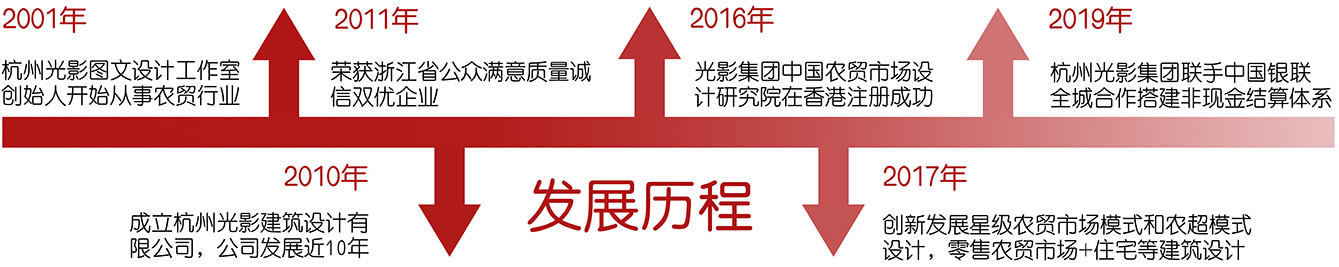 2001年
杭州光影图文设计工作室
创始人开始从事农贸行业
2011年
荣获浙江省公众满意质量诚
信双优企业
2016年
光影集团中国农贸市场设
计研究院在香港注册成功
2019年
杭州光影集团联手中国银联
全城合作搭建非现金结算体系
2010年
成立杭州光影建筑设计有
限公司，公司发展近10年
发展历程
2017年
创新发展星级农贸市场模式和农超模式
设计，零售农贸市场+住宅等建筑设计